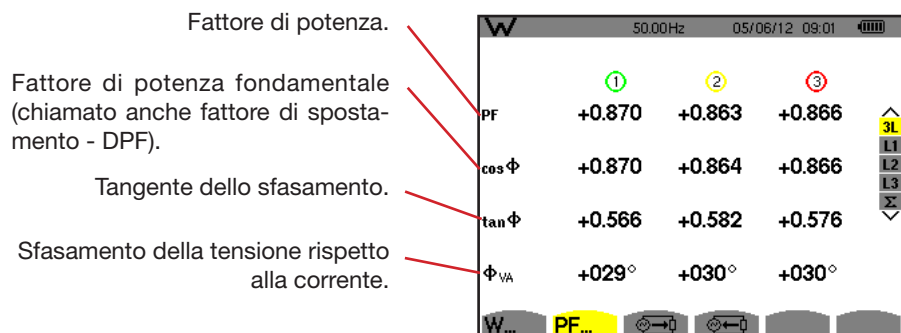 Fattore di potenza.
Fattore di potenza fondamentale
(chiamato anche fattore di sposta-
mento - DPF).
Tangente dello sfasamento.
Sfasamento della tensione rispetto
alla corrente.
W 50.00Hz 05/06/12 09:01
1 2 3
PF +0.870 +0.863 +0.866
cos Φ +0.870 +0.864 +0.866
tan Φ +0.566 +0.582 +0.576
Φ VA +029° +030° +030°
3L
L1
L2
L3
Σ
W... PF...